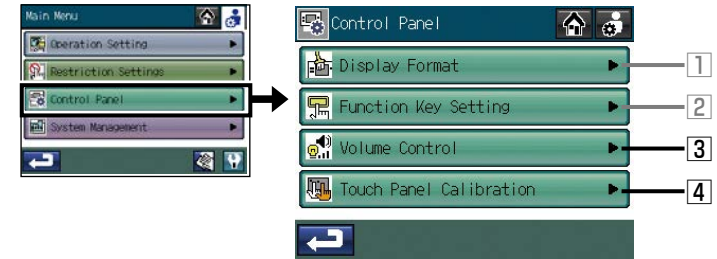 Main Menu
Operation Setting
Restriction Settings
Control Panel
System Management
Control Panel
Display Format
1
Function Key Setting
2
Volume Control
3
Touch Panel Calibration
4